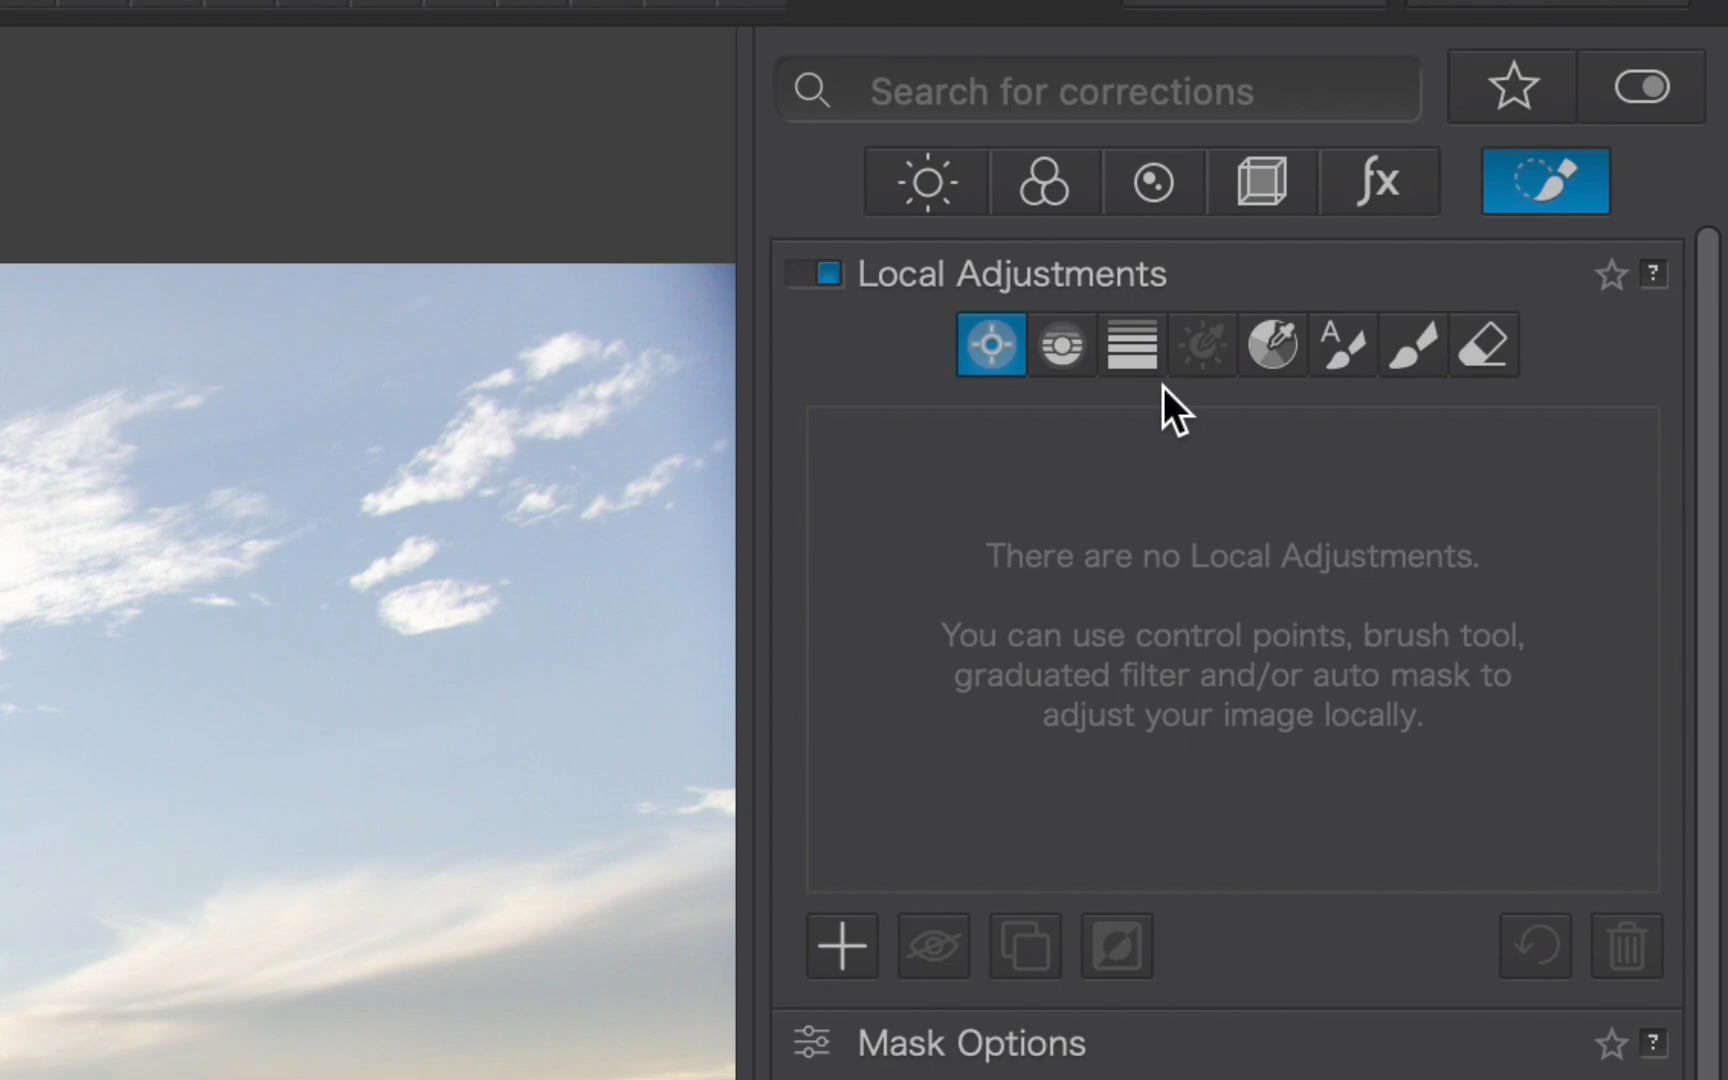 Search for corrections
fx
Local Adjustments
?
A
There are no Local Adjustments.
You can use control points, brush tool,
graduated filter and/or auto mask to
adjust your image locally.
Mask Options
?